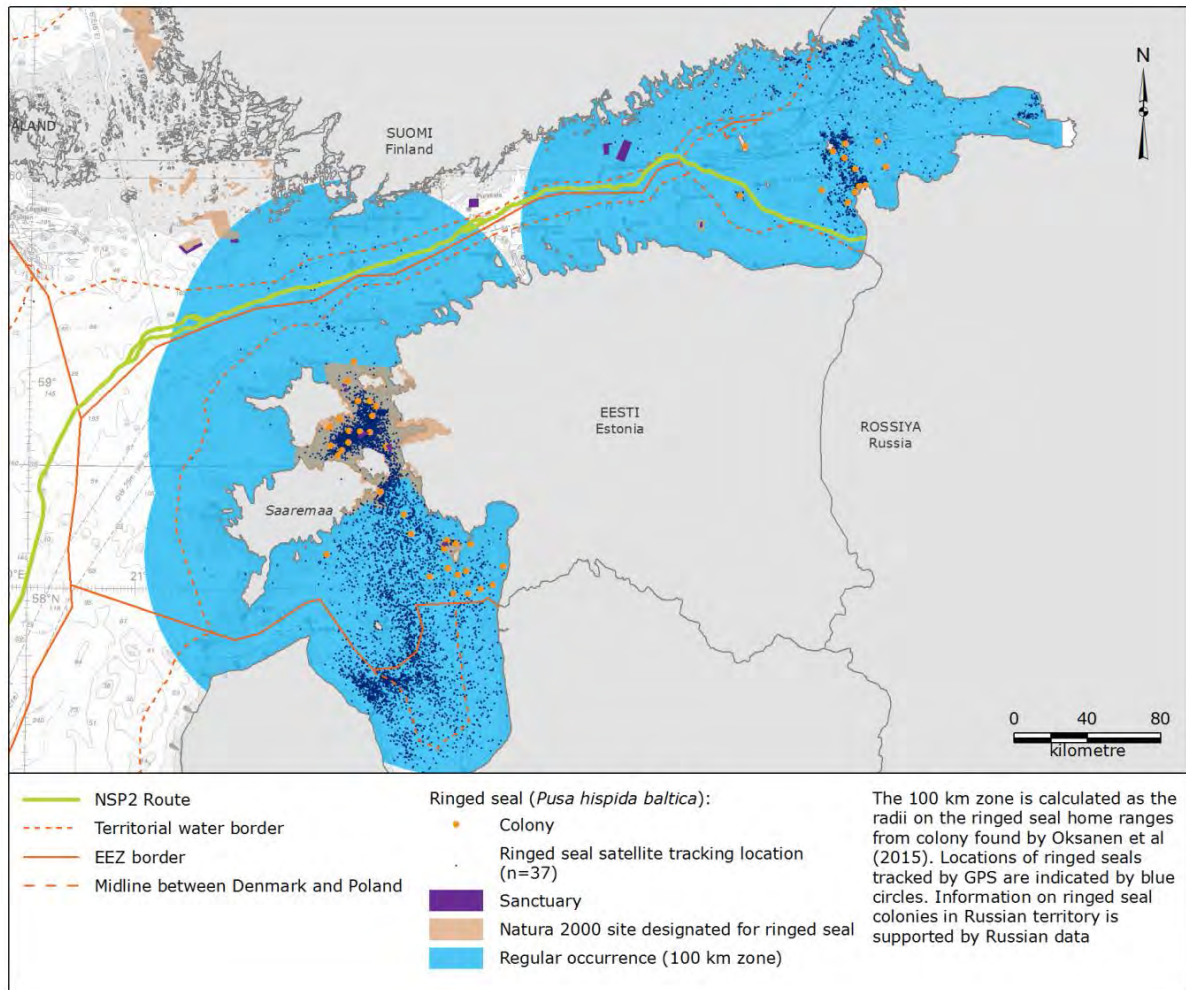 N
ÅLAND
SUOMI
Finland
60
59°
EESTI
Estonia
ROSSIYA
Russia
Saaremaa
21°
58°N
0 40 80
kilometre
NSP2 Route
Territorial water border
EEZ border
Midline between Denmark and Poland
Ringed seal (Pusa hispida baltica):
Colony
Ringed seal satellite tracking location
(n=37)
Sanctuary
Natura 2000 site designated for ringed seal
Regular occurrence (100 km zone)
The 100 km zone is calculated as the
radii on the ringed seal home ranges
from colony found by Oksanen et al
(2015). Locations of ringed seals
tracked by GPS are indicated by blue
circles. Information on ringed seal
colonies in Russian territory is
supported by Russian data